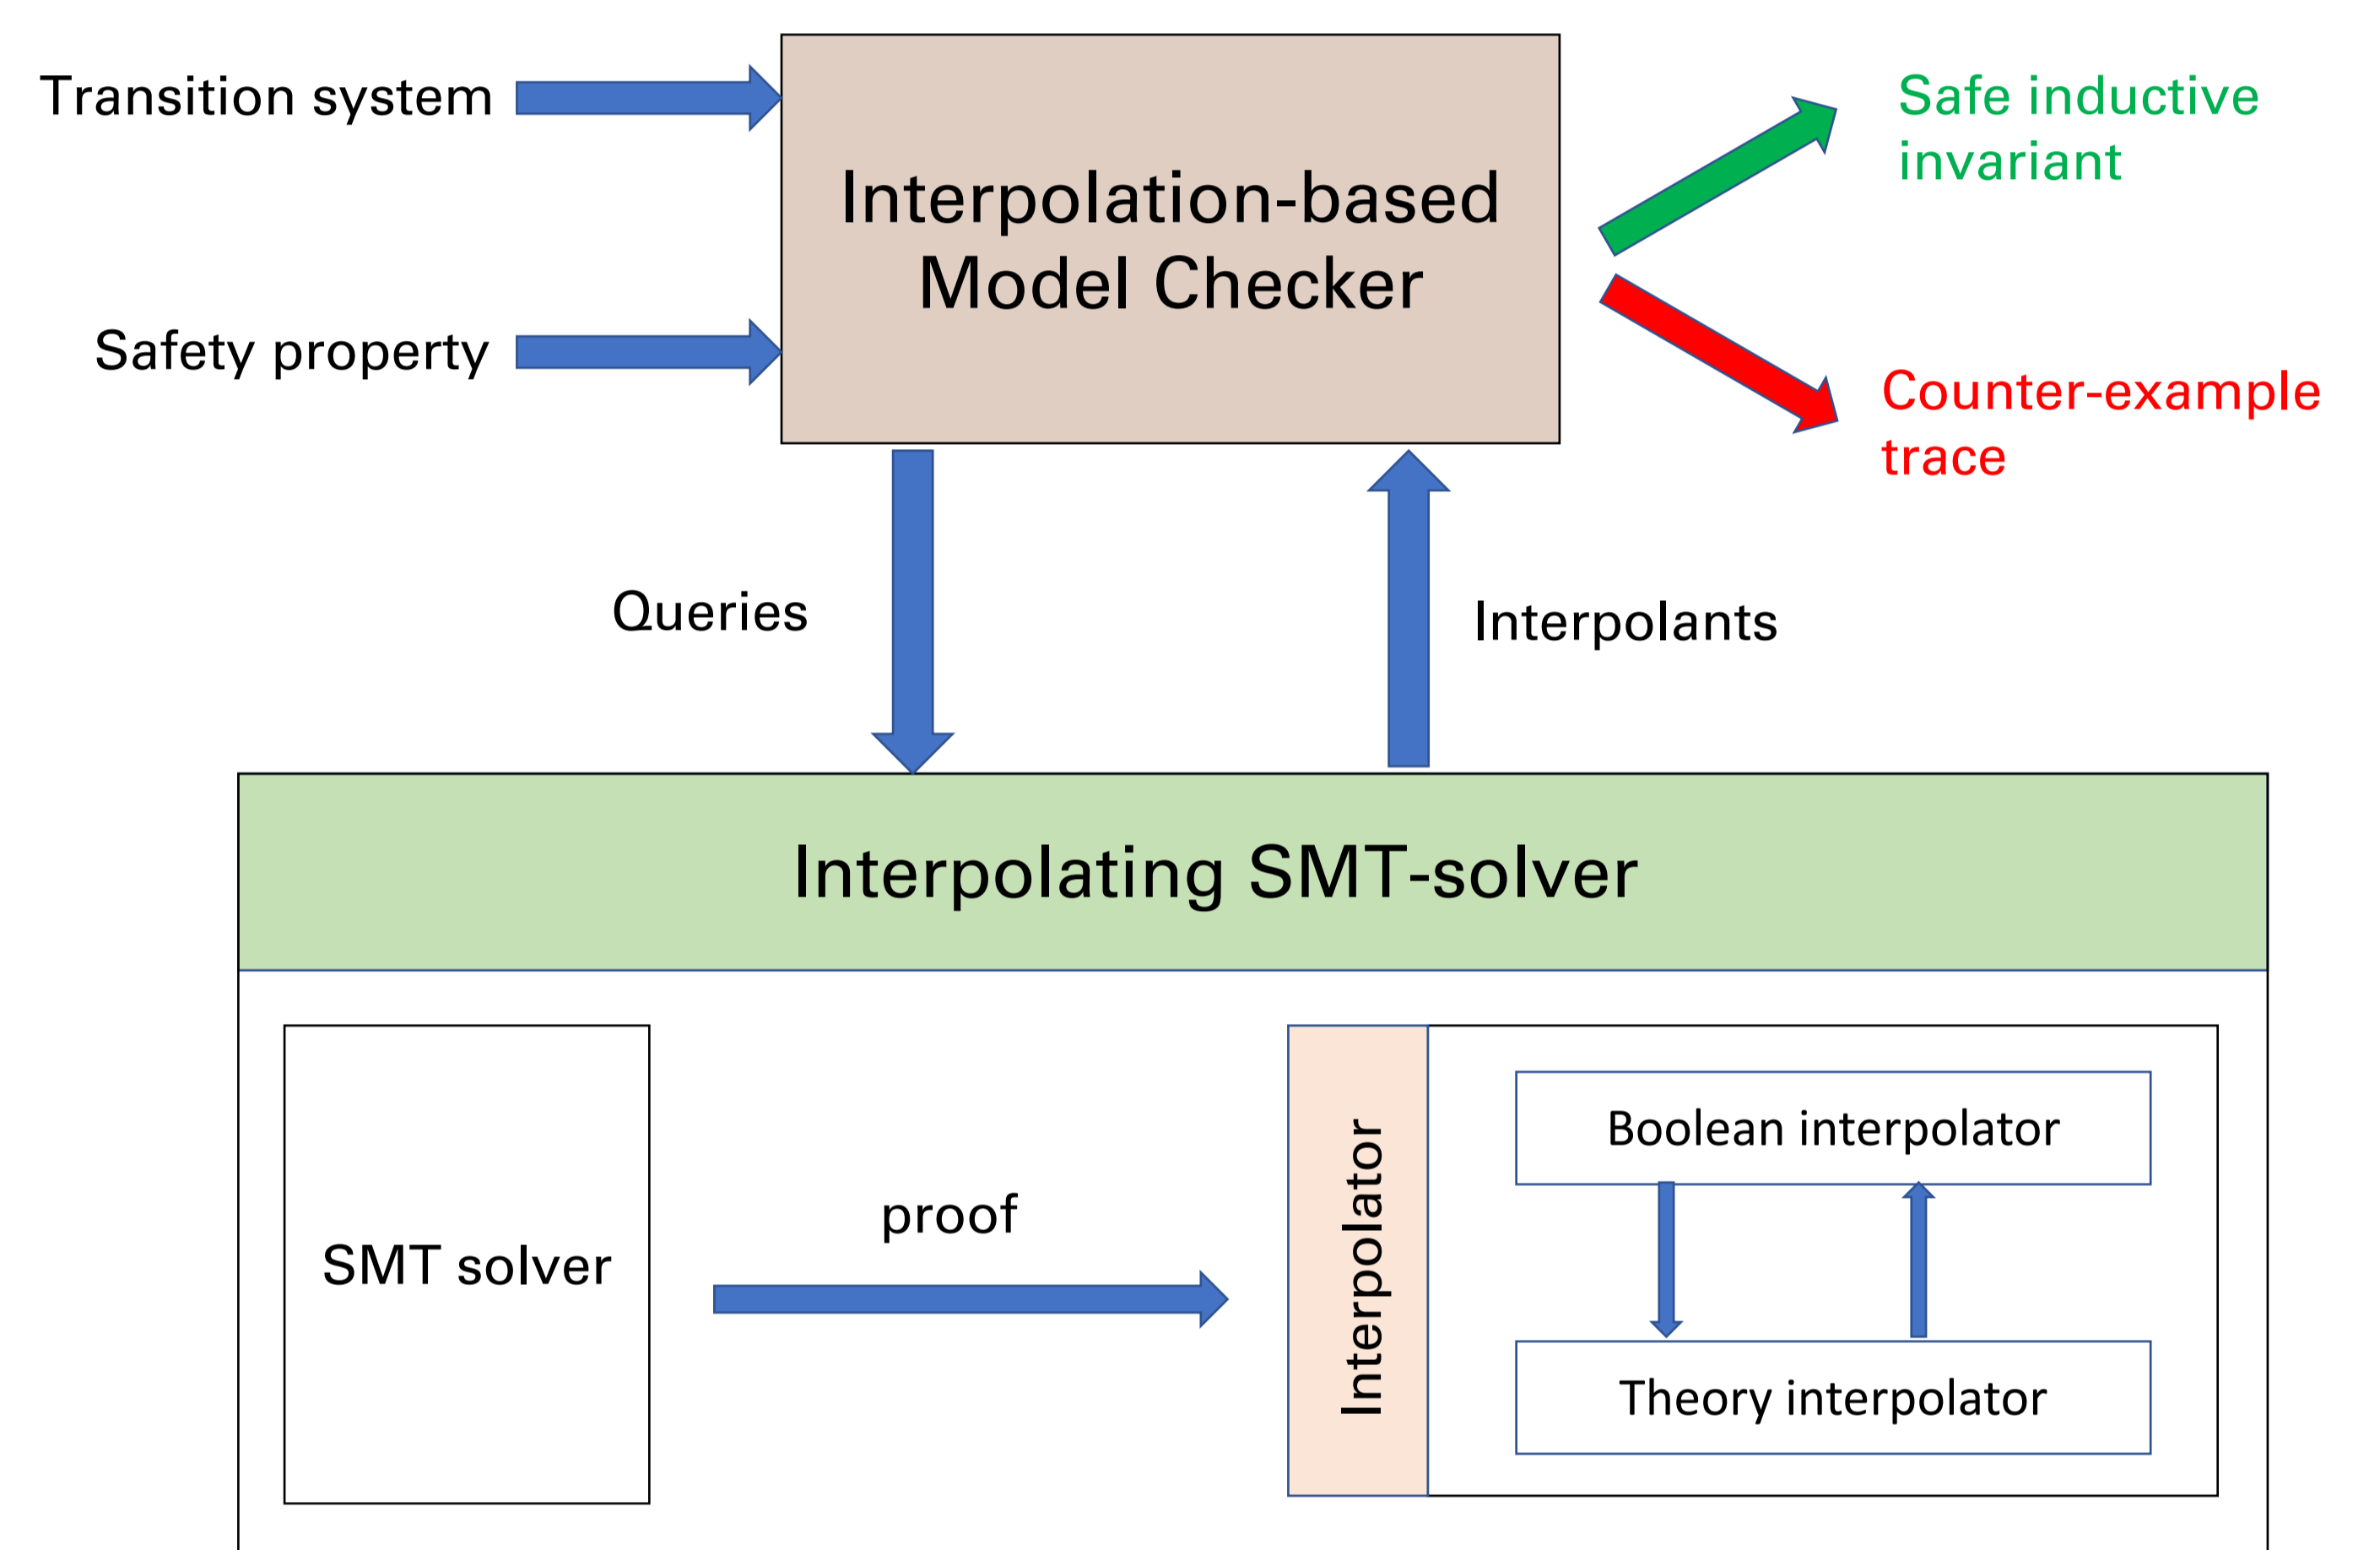 Transition system
Safety property
Interpolation-based
Model Checker
Safe inductive
invariant
Counter-example
trace
Queries
Interpolants
Interpolating SMT-solver
SMT solver
proof
Interpolator
Boolean interpolator
Theory interpolator